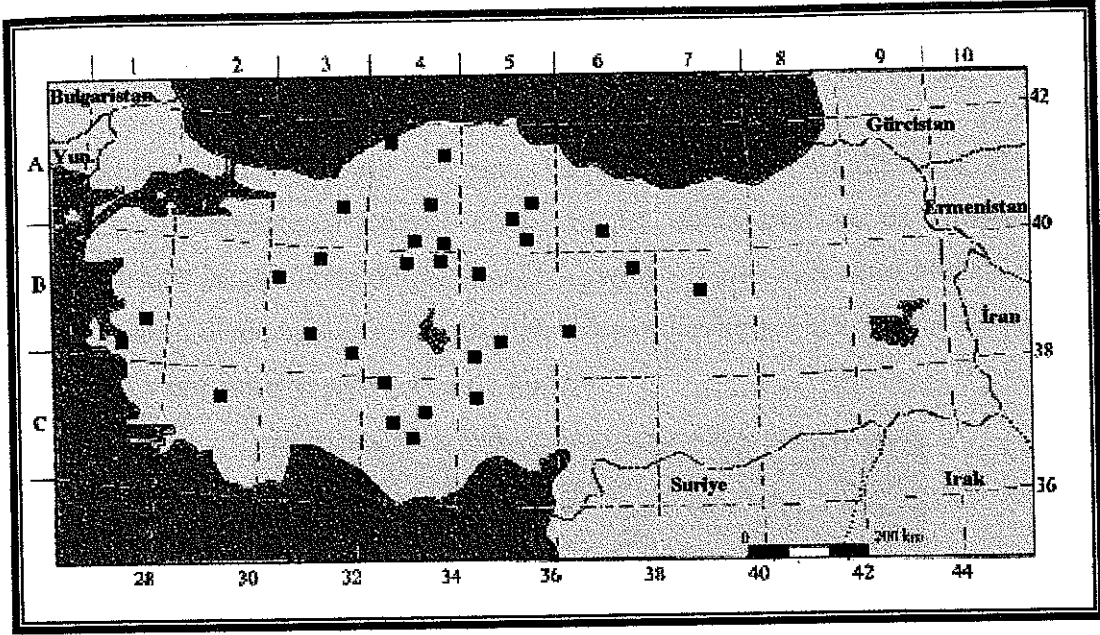 1 2 3 4 5 6 7 8 9 10
Bulgaristan
42
Gürcistan
A
Yun.
Ermenistan
40
B
İran
38
C
Suriye
Irak
36
0 200 km
28 30 32 34 36 38 40 42 44